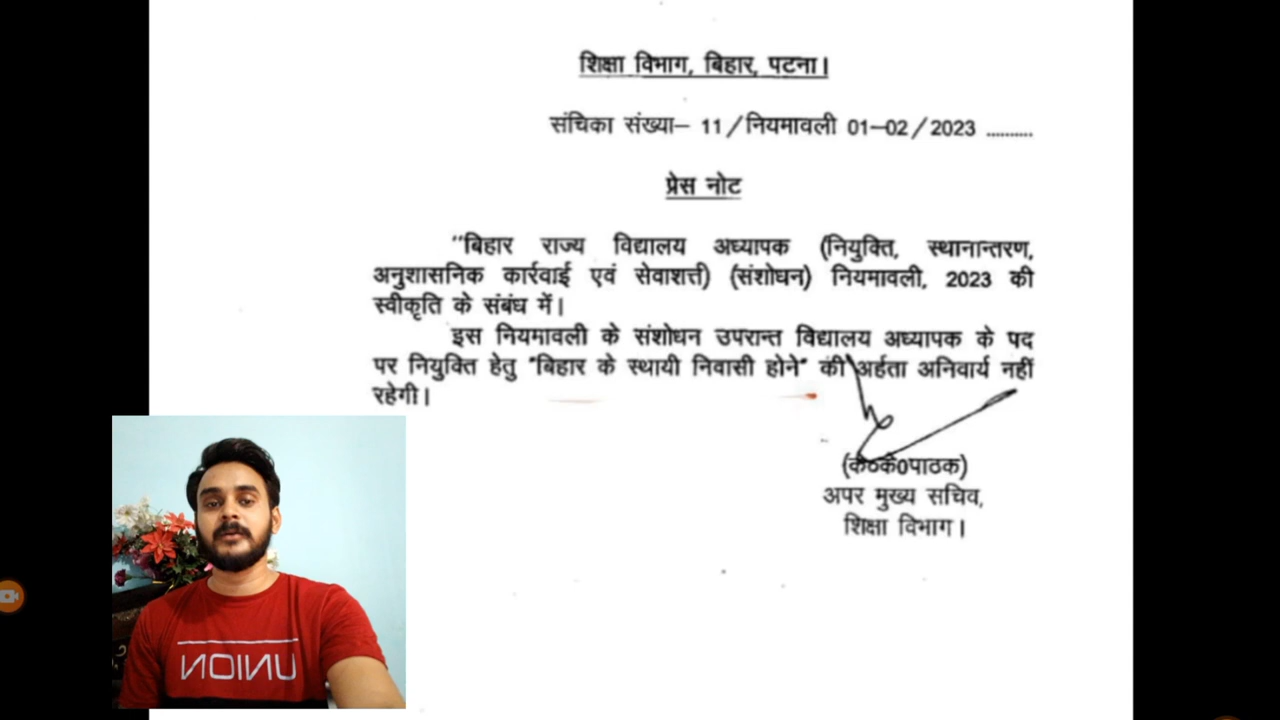 शिक्षा विभाग, बिहार, पटना।
संचिका संख्या– 11/नियमावली 01–02/2023 ..........
प्रेस नोट
"बिहार राज्य विद्यालय अध्यापक (नियुक्ति, स्थानान्तरण,
अनुशासनिक कार्रवाई एवं सेवाशर्त्त) (संशोधन) नियमावली, 2023 की
स्वीकृति के संबंध में।
इस नियमावली के संशोधन उपरान्त विद्यालय अध्यापक के पद
पर नियुक्ति हेतु "बिहार के स्थायी निवासी होने" की अर्हता अनिवार्य नहीं
रहेगी।
(के०के०पाठक)
अपर मुख्य सचिव,
शिक्षा विभाग।
UNION